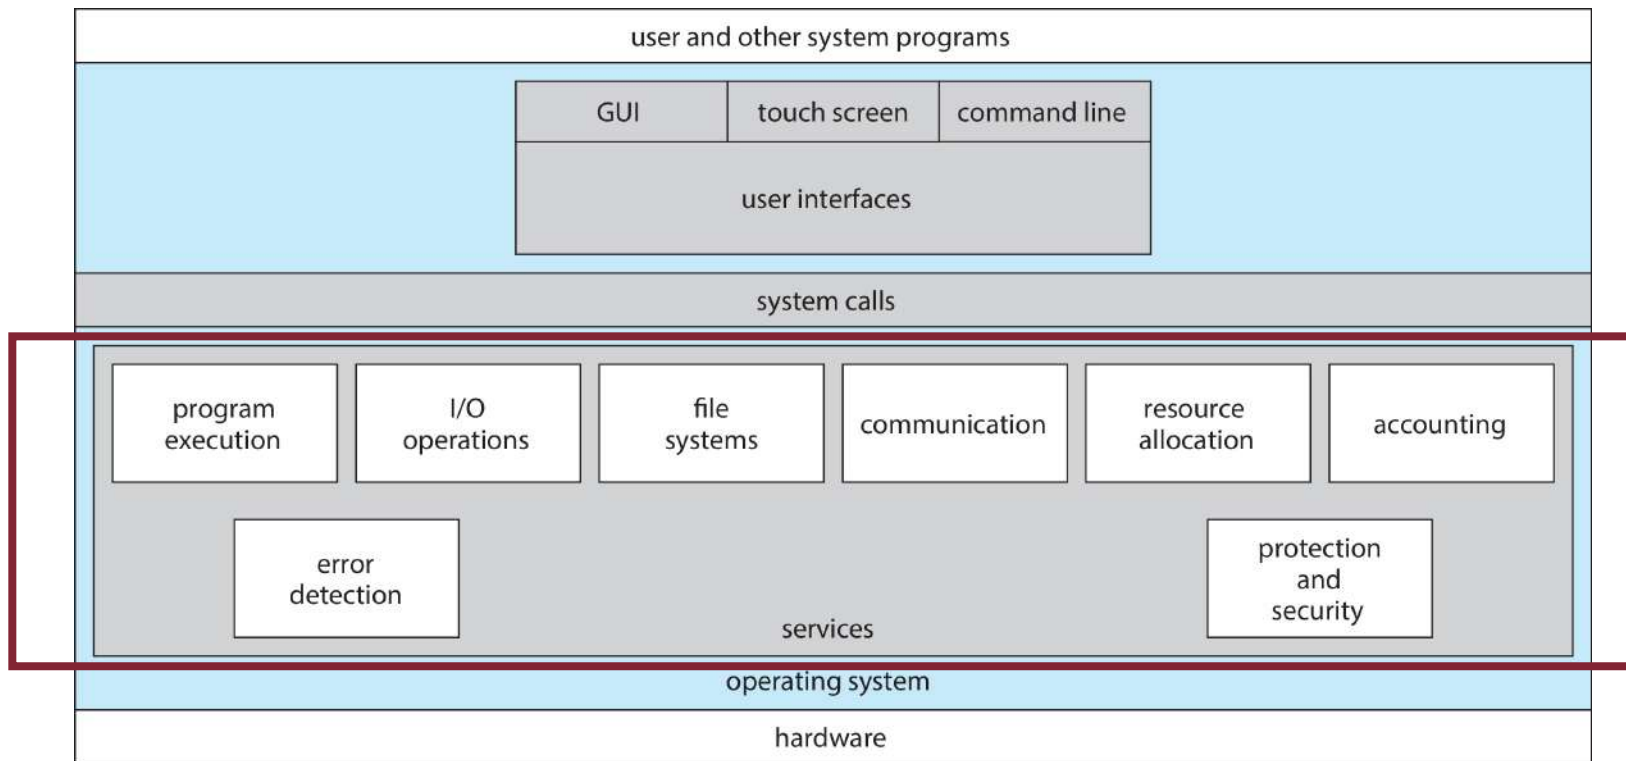 user and other system programs
GUI
touch screen
command line
user interfaces
system calls
program
execution
I/O
operations
file
systems
communication
resource
allocation
accounting
error
detection
protection
and
security
services
operating system
hardware